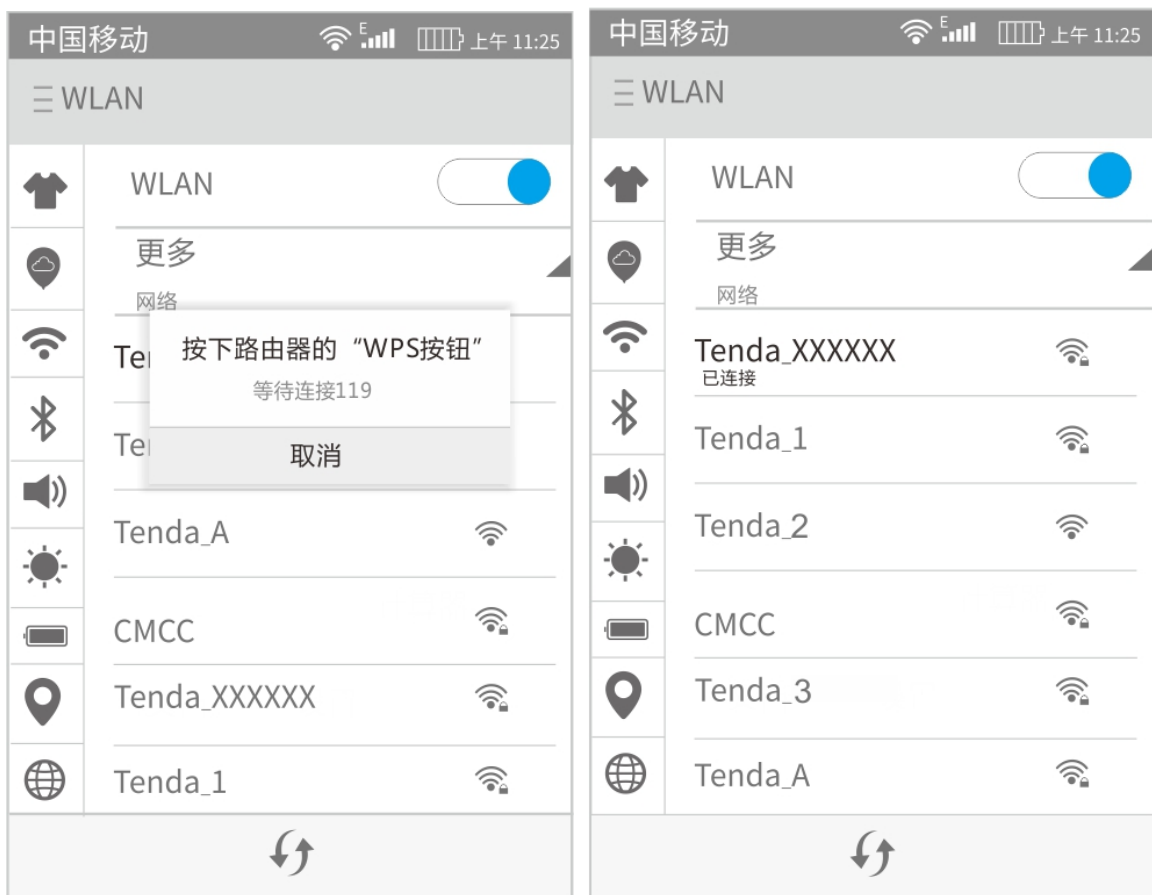 中国移动
E
上午 11:25
WLAN
WLAN
更多
网络
按下路由器的“WPS按钮”
等待连接119
取消
Tenda_A
CMCC
Tenda_XXXXXX
Tenda_1
中国移动
E
上午 11:25
WLAN
WLAN
更多
网络
Tenda_XXXXXX
已连接
Tenda_1
Tenda_2
CMCC
Tenda_3
Tenda_A